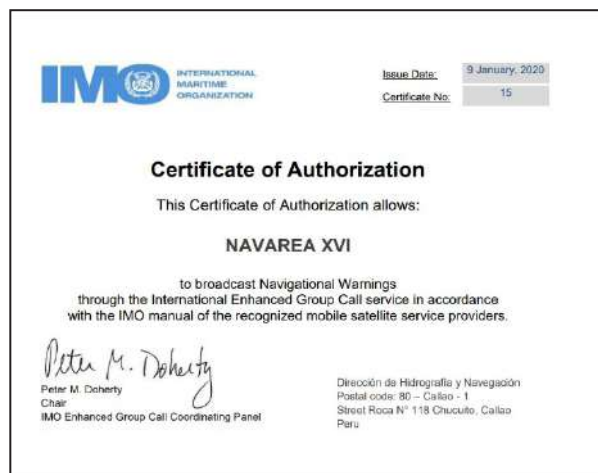 IMO INTERNATIONAL
MARITIME
ORGANIZATION
Issue Date: 9 January, 2020
Certificate No: 15
Certificate of Authorization
This Certificate of Authorization allows:
NAVAREA XVI
to broadcast Navigational Warnings
through the International Enhanced Group Call service in accordance
with the IMO manual of the recognized mobile satellite service providers.
Peter M. Doherty
Peter M. Doherty
Chair
IMO Enhanced Group Call Coordinating Panel
Dirección de Hidrografía y Navegación
Postal code: 80 – Callao - 1
Street Roca N° 118 Chucuito, Callao
Peru